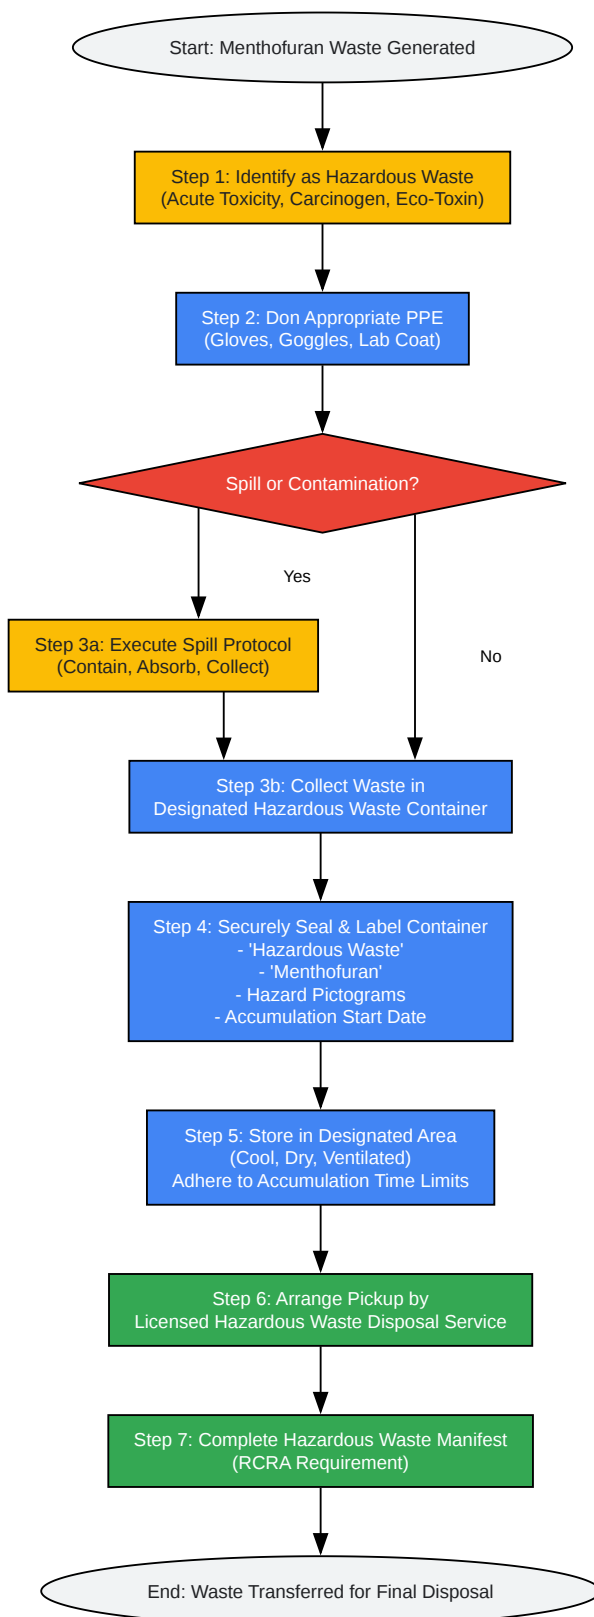 Start: Menthofuran Waste Generated
Step 1: Identify as Hazardous Waste
(Acute Toxicity, Carcinogen, Eco-Toxin)
Step 2: Don Appropriate PPE
(Gloves, Goggles, Lab Coat)
Spill or Contamination?
Yes
Step 3a: Execute Spill Protocol
(Contain, Absorb, Collect)
No
Step 3b: Collect Waste in
Designated Hazardous Waste Container
Step 4: Securely Seal & Label Container
- 'Hazardous Waste'
- 'Menthofuran'
- Hazard Pictograms
- Accumulation Start Date
Step 5: Store in Designated Area
(Cool, Dry, Ventilated)
Adhere to Accumulation Time Limits
Step 6: Arrange Pickup by
Licensed Hazardous Waste Disposal Service
Step 7: Complete Hazardous Waste Manifest
(RCRA Requirement)
End: Waste Transferred for Final Disposal